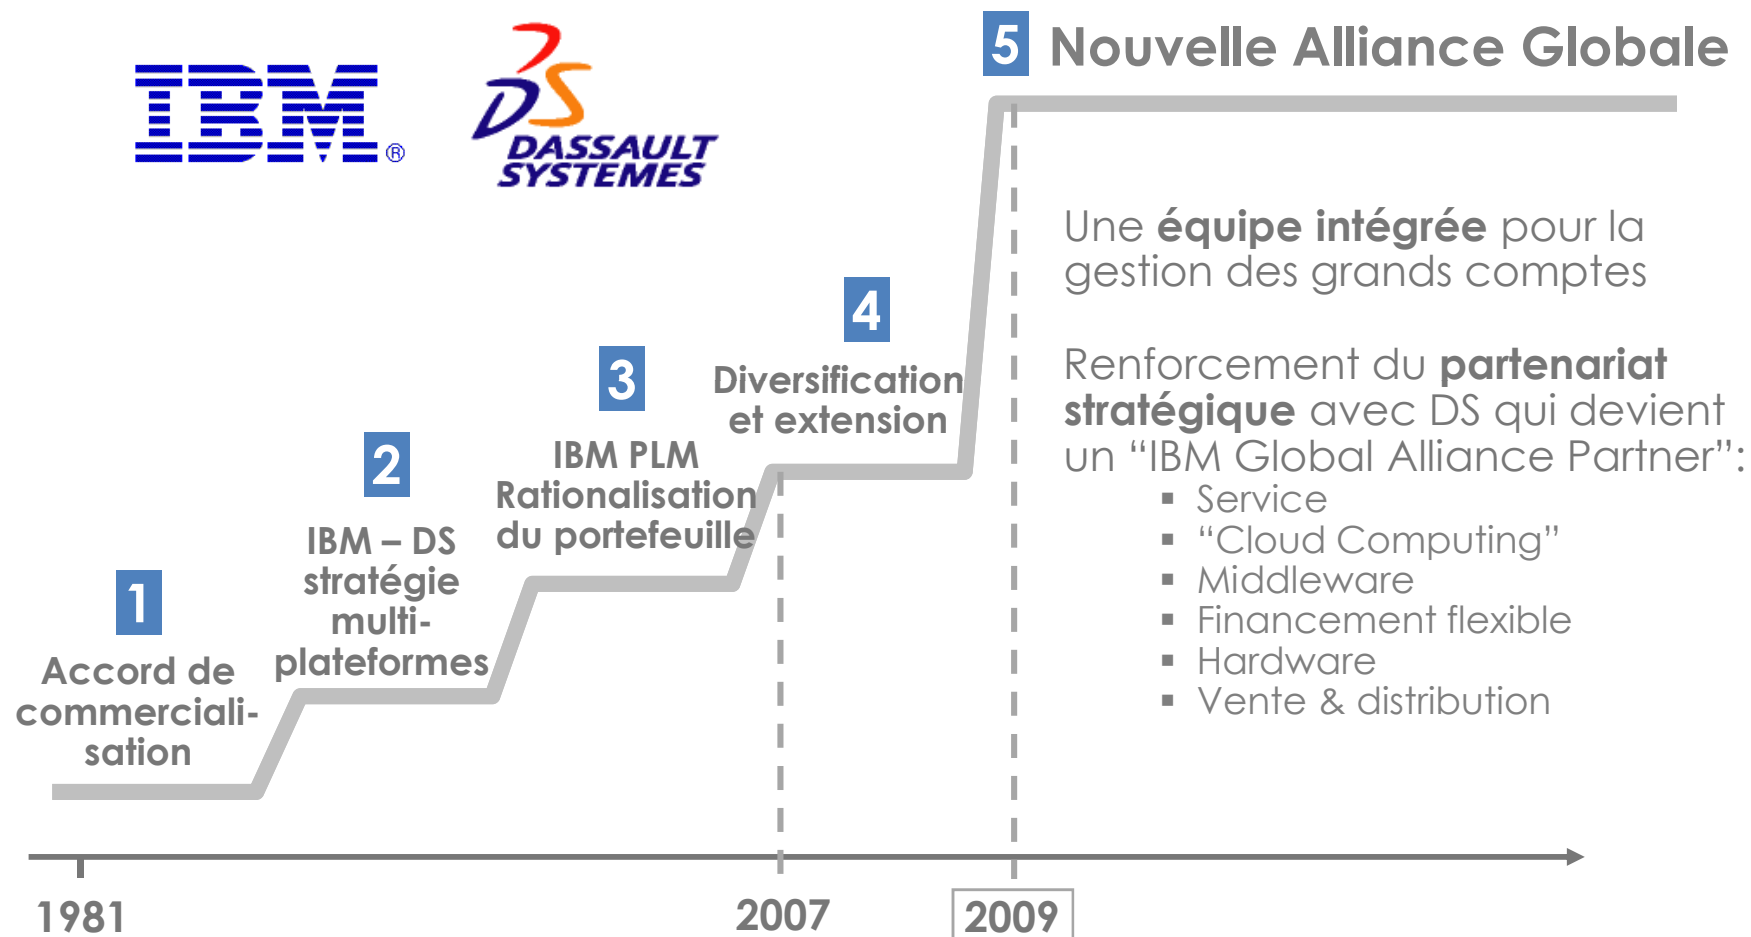 IBM®
DS
DASSAULT
SYSTEMES
5 Nouvelle Alliance Globale
1
Accord de
commerciali-
sation
2
IBM – DS
stratégie
multi-
plateformes
3
IBM PLM
Rationalisation
du portefeuille
4
Diversification
et extension
Une équipe intégrée pour la
gestion des grands comptes
Renforcement du partenariat
stratégique avec DS qui devient
un “IBM Global Alliance Partner”:
▪ Service
▪ “Cloud Computing”
▪ Middleware
▪ Financement flexible
▪ Hardware
▪ Vente & distribution
1981
2007
2009